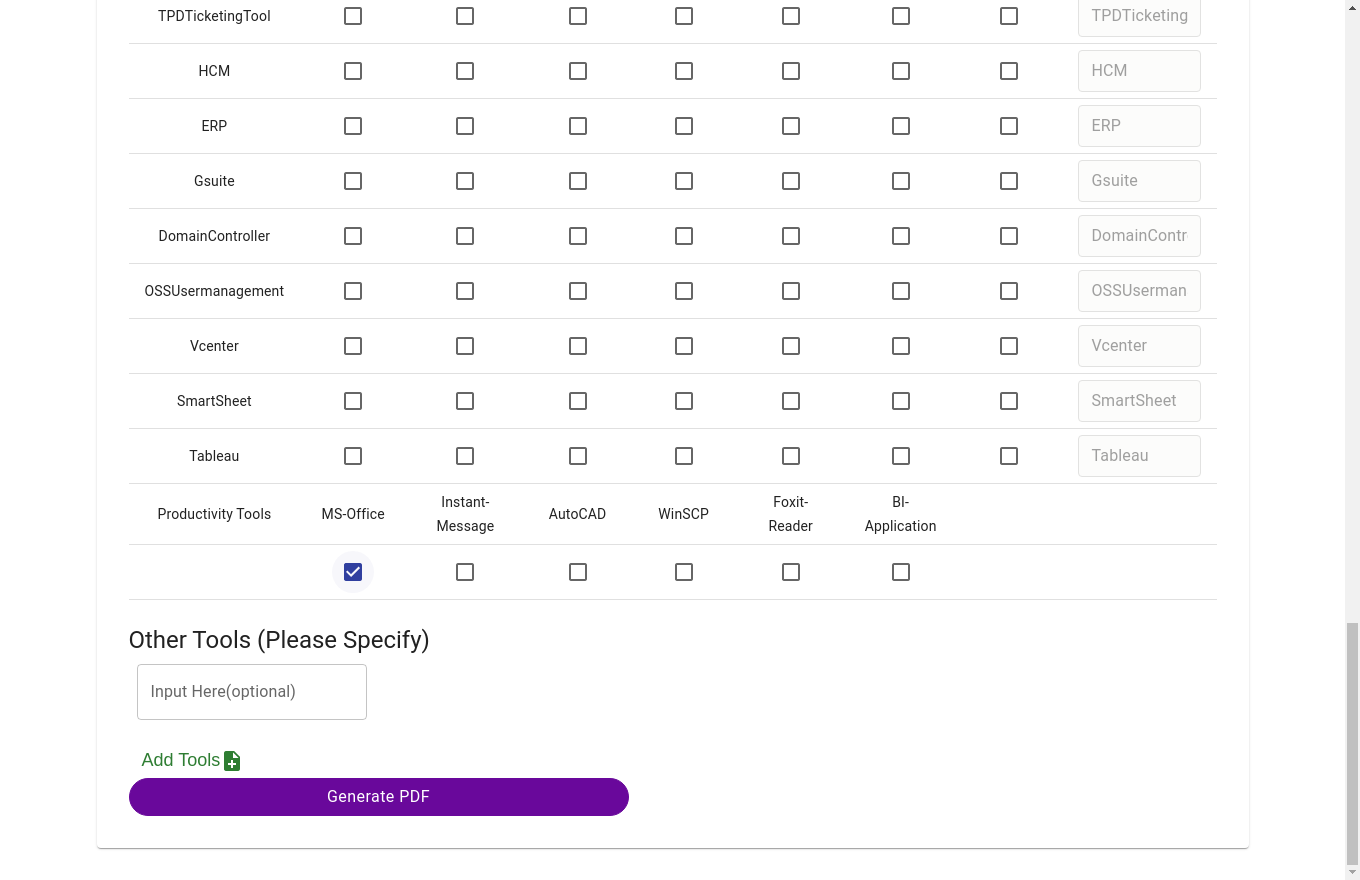 TPDTicketingTool TPDTicketing
HCM HCM
ERP ERP
Gsuite Gsuite
DomainController DomainContr
OSSUsermanagement OSSUserman
Vcenter Vcenter
SmartSheet SmartSheet
Tableau Tableau
Productivity Tools MS-Office Instant-Message AutoCAD WinSCP Foxit-Reader BI-Application
Other Tools (Please Specify)
Input Here(optional)
Add Tools
Generate PDF